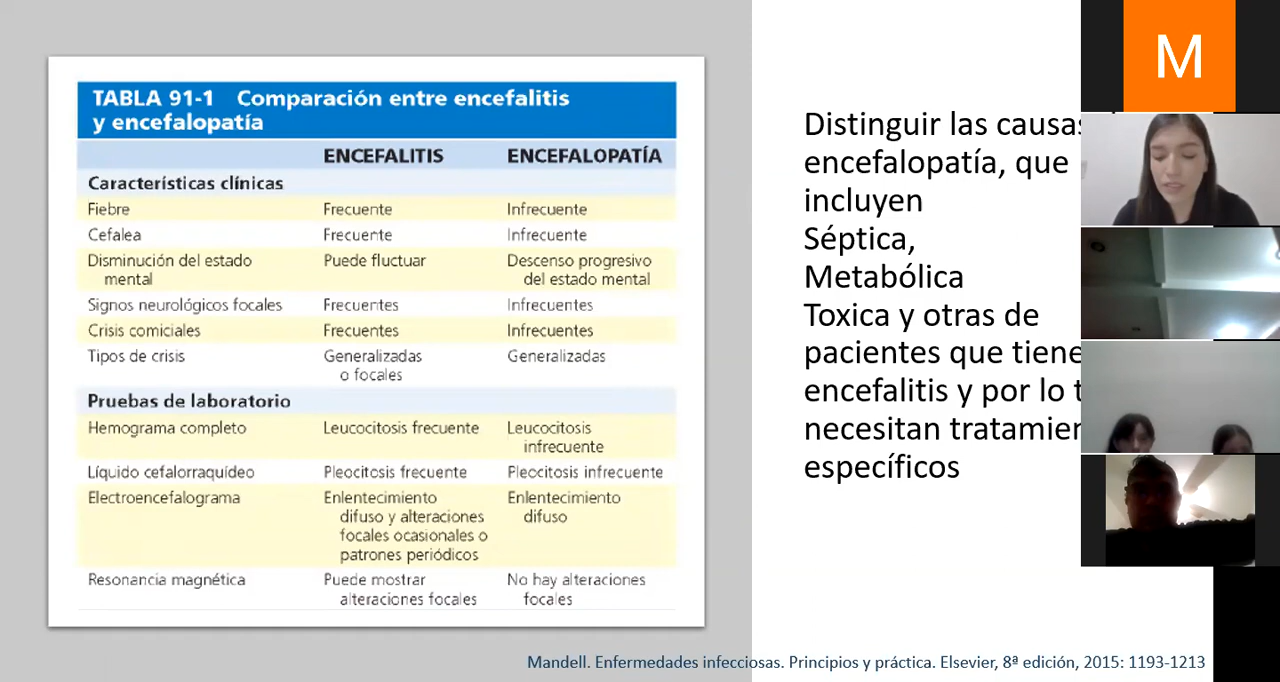 TABLA 91-1 Comparación entre encefalitis
y encefalopatía
ENCEFALITIS ENCEFALOPATÍA
Características clínicas
Fiebre Frecuente Infrecuente
Cefalea Frecuente Infrecuente
Disminución del estado Puede fluctuar Descenso progresivo
mental del estado mental
Signos neurológicos focales Frecuentes Infrecuentes
Crisis comiciales Frecuentes Infrecuentes
Tipos de crisis Generalizadas Generalizadas
o focales
Pruebas de laboratorio
Hemograma completo Leucocitosis frecuente Leucocitosis
infrecuente
Líquido cefalorraquídeo Pleocitosis frecuente Pleocitosis infrecuente
Electroencefalograma Enlentecimiento Enlentecimiento
difuso y alteraciones difuso
focales ocasionales o
patrones periódicos
Resonancia magnética Puede mostrar No hay alteraciones
alteraciones focales focales
Distinguir las causas
encefalopatía, que
incluyen
Séptica,
Metabólica
Toxica y otras de
pacientes que tiene
encefalitis y por lo t
necesitan tratamien
específicos
Mandell. Enfermedades infecciosas. Principios y práctica. Elsevier, 8ª edición, 2015: 1193-1213
M